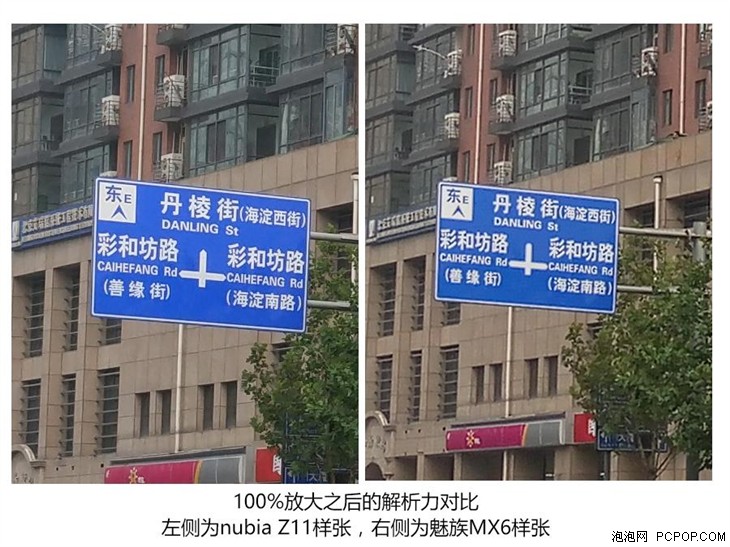 东E
丹棱街(海淀西街)
DANLING St
彩和坊路
CAIHEFANG Rd
(善缘街)
彩和坊路
CAIHEFANG Rd
(海淀南路)
东E
丹棱街(海淀西街)
DANLING St
彩和坊路
CAIHEFANG Rd
(善缘街)
彩和坊路
CAIHEFANG Rd
(海淀南路)
100%放大之后的解析力对比
左侧为nubia Z11样张，右侧为魅族MX6样张
泡泡网 PCPOP.COM